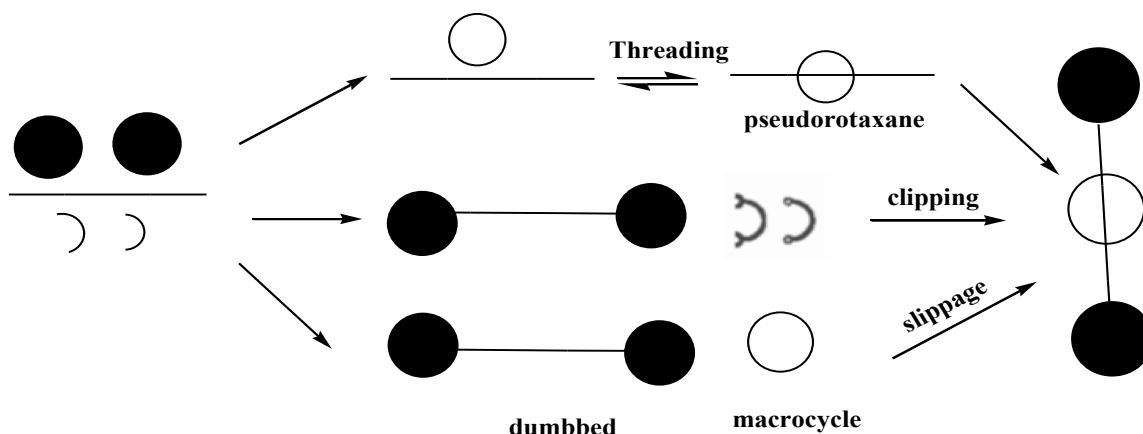 Threading
pseudorotaxane
clipping
slippage
macrocycle
dumbbed